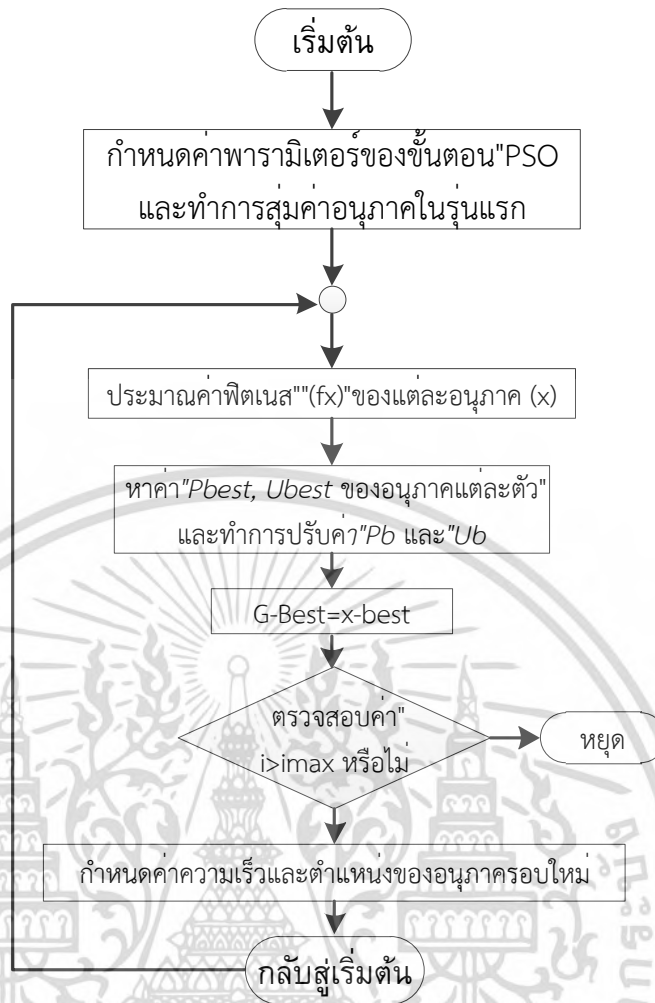 เริ่มต้น
กำหนดค่าพารามิเตอร์ของขั้นตอน"PSO
และทำการสุ่มค่าอนุภาคในรุ่นแรก
ประมาณค่าฟิตเนส""(fx)"ของแต่ละอนุภาค (x)
หาค่า"Pbest, Ubest ของอนุภาคแต่ละตัว"
และทำการปรับค่า"Pb และ"Ub
G-Best=x-best
ตรวจสอบค่า"
i>imax หรือไม่
หยุด
กำหนดค่าความเร็วและตำแหน่งของอนุภาครอบใหม่
กลับสู่เริ่มต้น